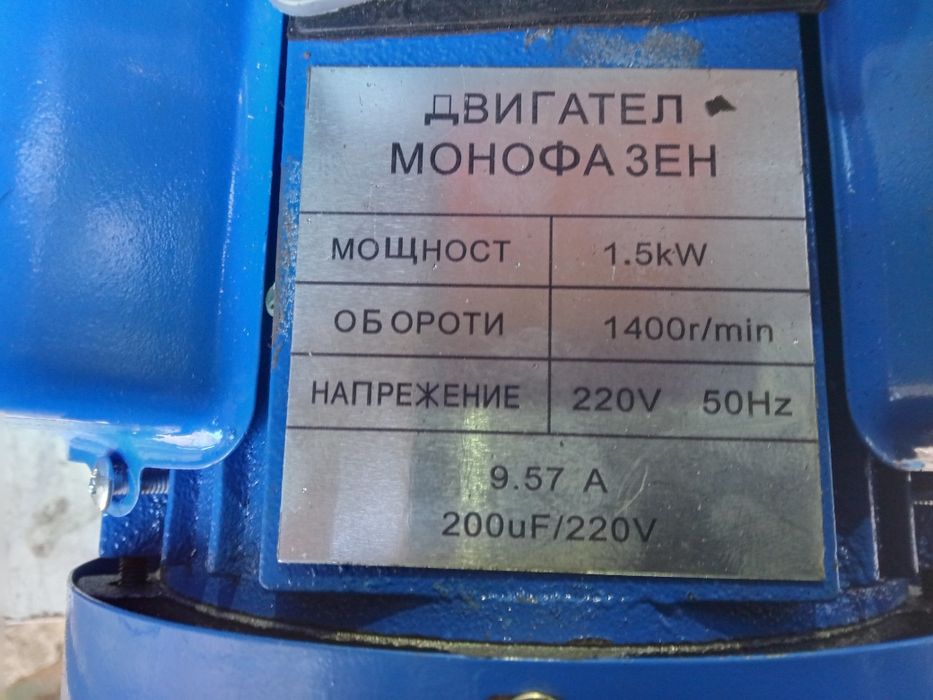 ДВИГАТЕЛ
МОНОФАЗЕН
МОЩНОСТ 1.5kW
ОБОРОТИ 1400r/min
НАПРЕЖЕНИЕ 220V 50Hz
9.57 A
200uF/220V